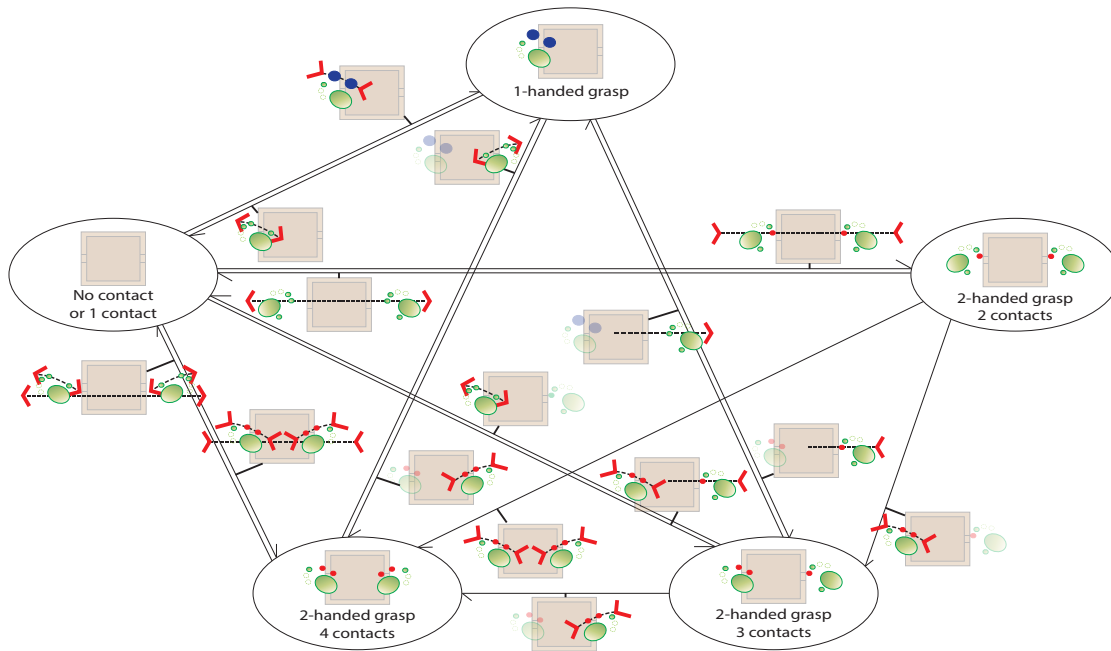 1-handed grasp
No contact
or 1 contact
2-handed grasp
2 contacts
2-handed grasp
4 contacts
2-handed grasp
3 contacts